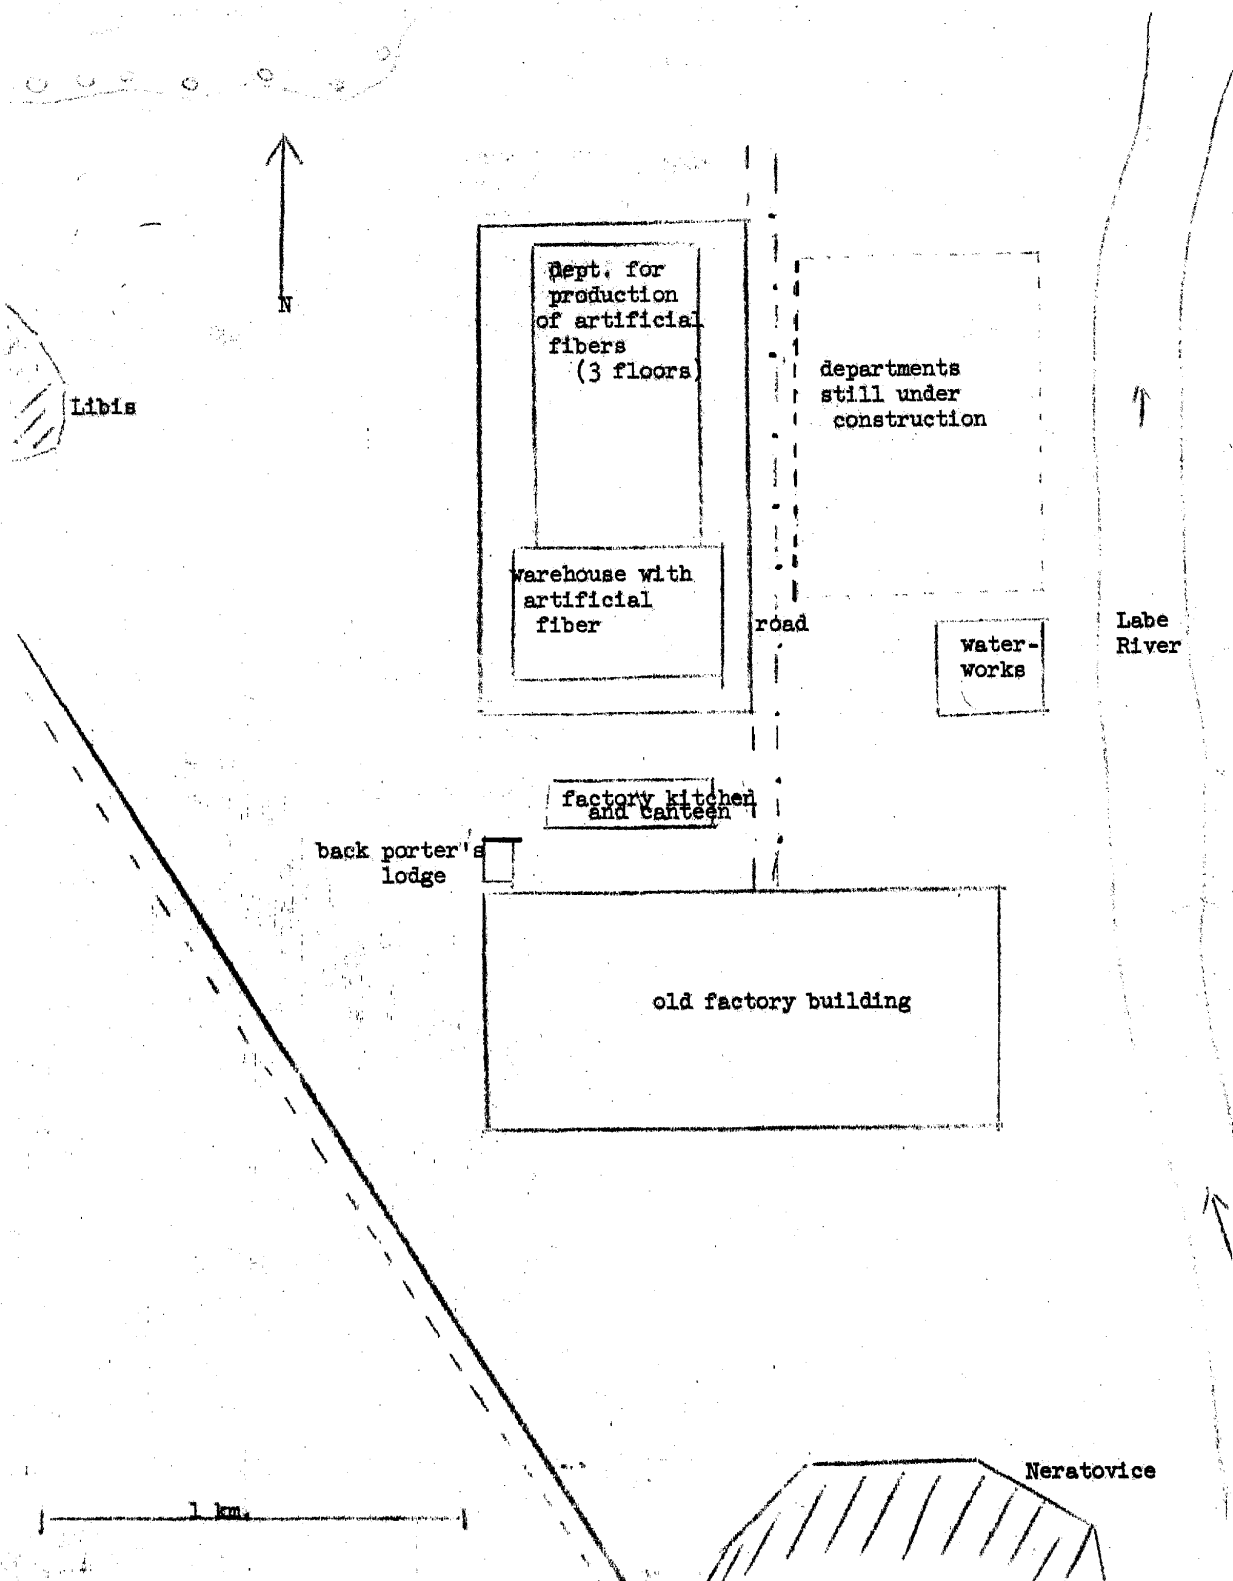 N
dept. for
production
of artificial
fibers
(3 floors)
Libis
departments
still under
construction
warehouse with
artificial
fiber
road
water-
works
Labe
River
factory kitchen
and canteen
back porter's
lodge
old factory building
Neratovice
1 km.